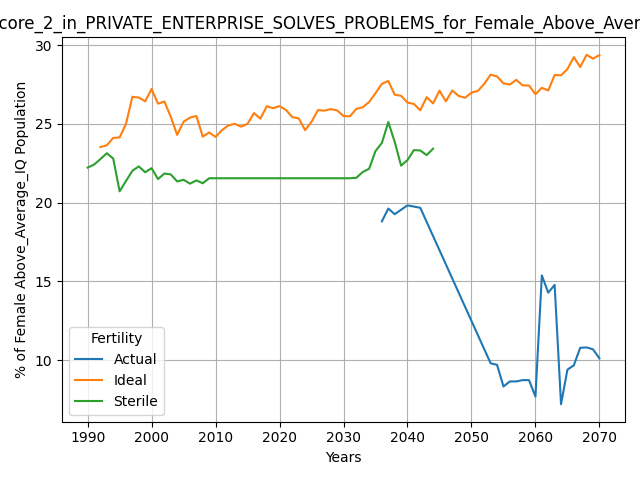 core_2_in_PRIVATE_ENTERPRISE_SOLVES_PROBLEMS_for_Female_Above_Aver
% of Female Above_Average_IQ Population
30
25
20
15
10
Fertility
Actual
Ideal
Sterile
1990 2000 2010 2020 2030 2040 2050 2060 2070
Years